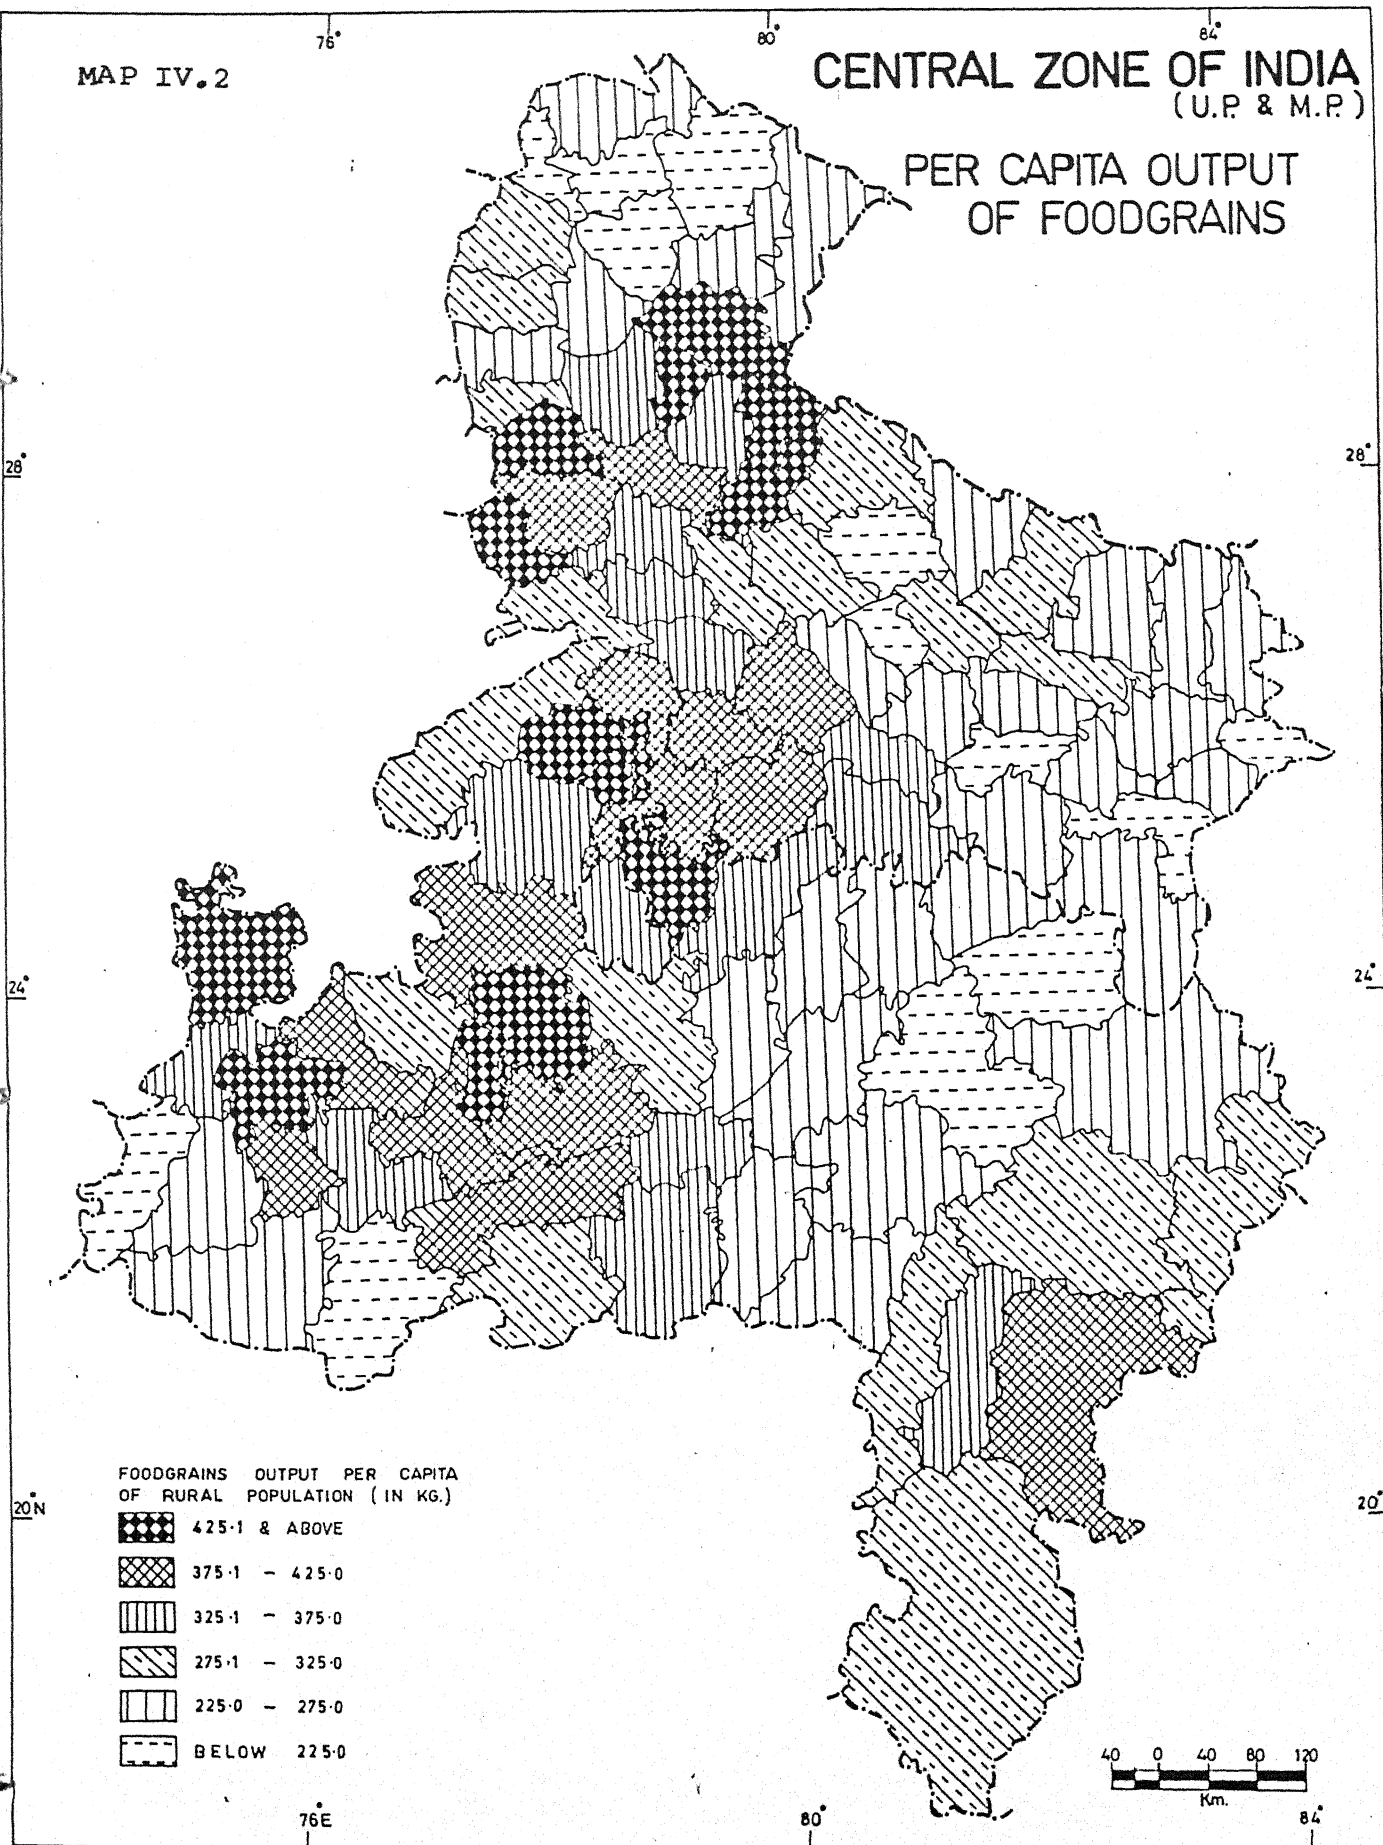 76° 80° 84°
MAP IV.2
CENTRAL ZONE OF INDIA
(U.P. & M.P.)
PER CAPITA OUTPUT
OF FOODGRAINS
28° 28°
24° 24°
20°N 20°
FOODGRAINS OUTPUT PER CAPITA
OF RURAL POPULATION (IN KG.)
425·1 & ABOVE
375·1 – 425·0
325·1 – 375·0
275·1 – 325·0
225·0 – 275·0
BELOW 225·0
40 0 40 80 120
Km.
76°E 80° 84°